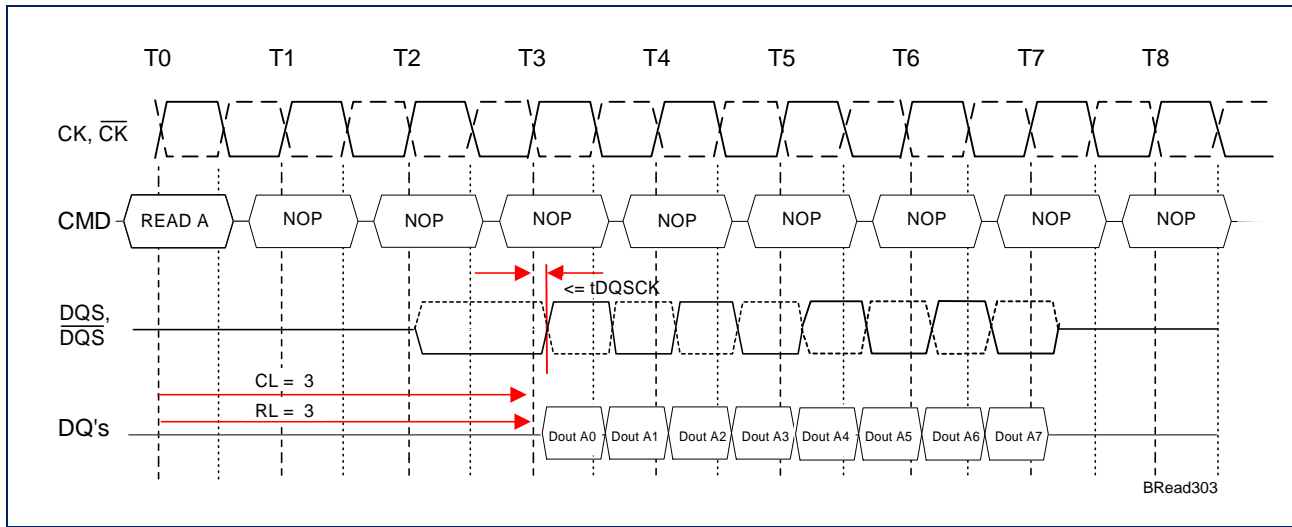 T0 T1 T2 T3 T4 T5 T6 T7 T8
CK, CK
CMD READ A NOP NOP NOP NOP NOP NOP NOP NOP
<= tDQSCK
DQS,
DQS
CL = 3
RL = 3
DQ's Dout A0 Dout A1 Dout A2 Dout A3 Dout A4 Dout A5 Dout A6 Dout A7
BRead303